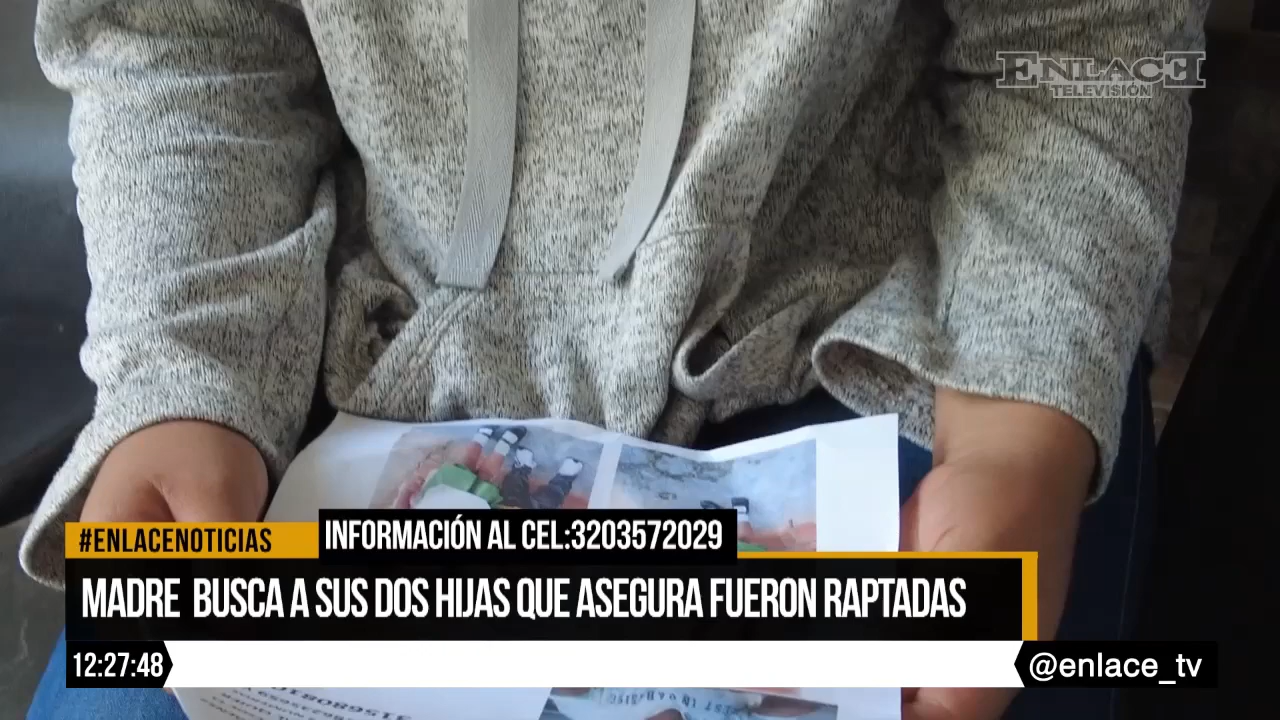 ENLACE
TELEVISIÓN
#ENLACENOTICIAS
INFORMACIÓN AL CEL:3203572029
MADRE BUSCA A SUS DOS HIJAS QUE ASEGURA FUERON RAPTADAS
12:27:48
@enlace_tv